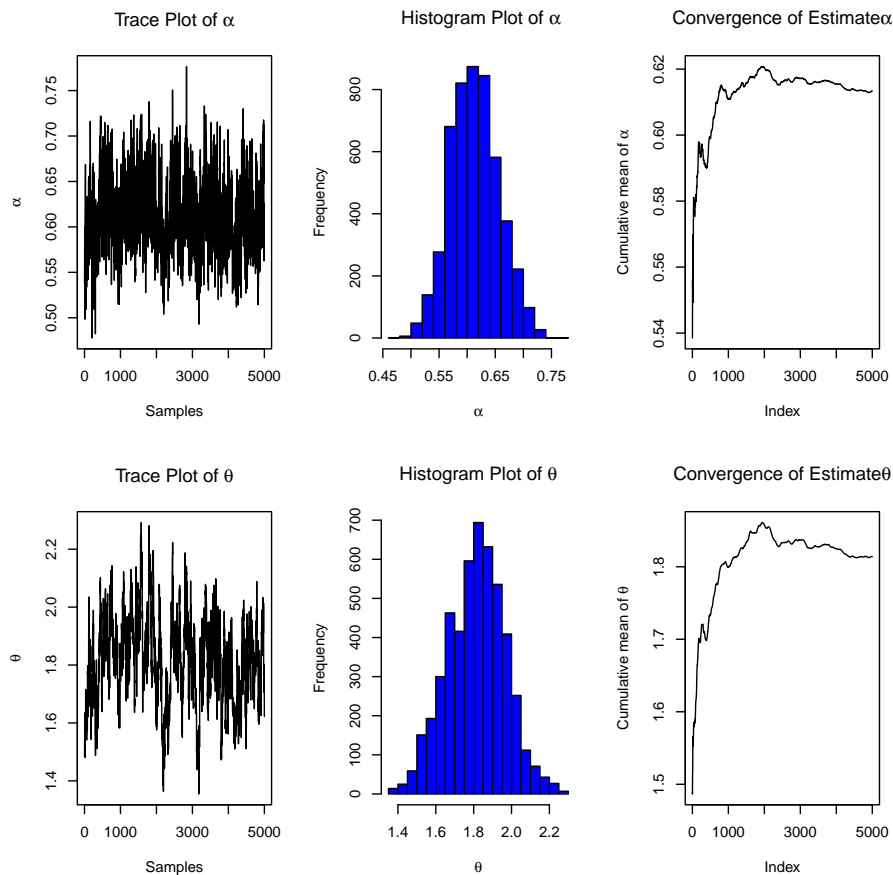 Trace Plot of α
α
0.50 0.55 0.60 0.65 0.70 0.75
0 1000 3000 5000
Samples
Histogram Plot of α
Frequency
0 200 400 600 800
0.45 0.55 0.65 0.75
α
Convergence of Estimateα
Cumulative mean of α
0.54 0.56 0.58 0.60 0.62
0 1000 3000 5000
Index
Trace Plot of θ
θ
1.4 1.6 1.8 2.0 2.2
0 1000 3000 5000
Samples
Histogram Plot of θ
Frequency
0 100 200 300 400 500 600 700
1.4 1.6 1.8 2.0 2.2
θ
Convergence of Estimateθ
Cumulative mean of θ
1.5 1.6 1.7 1.8
0 1000 3000 5000
Index